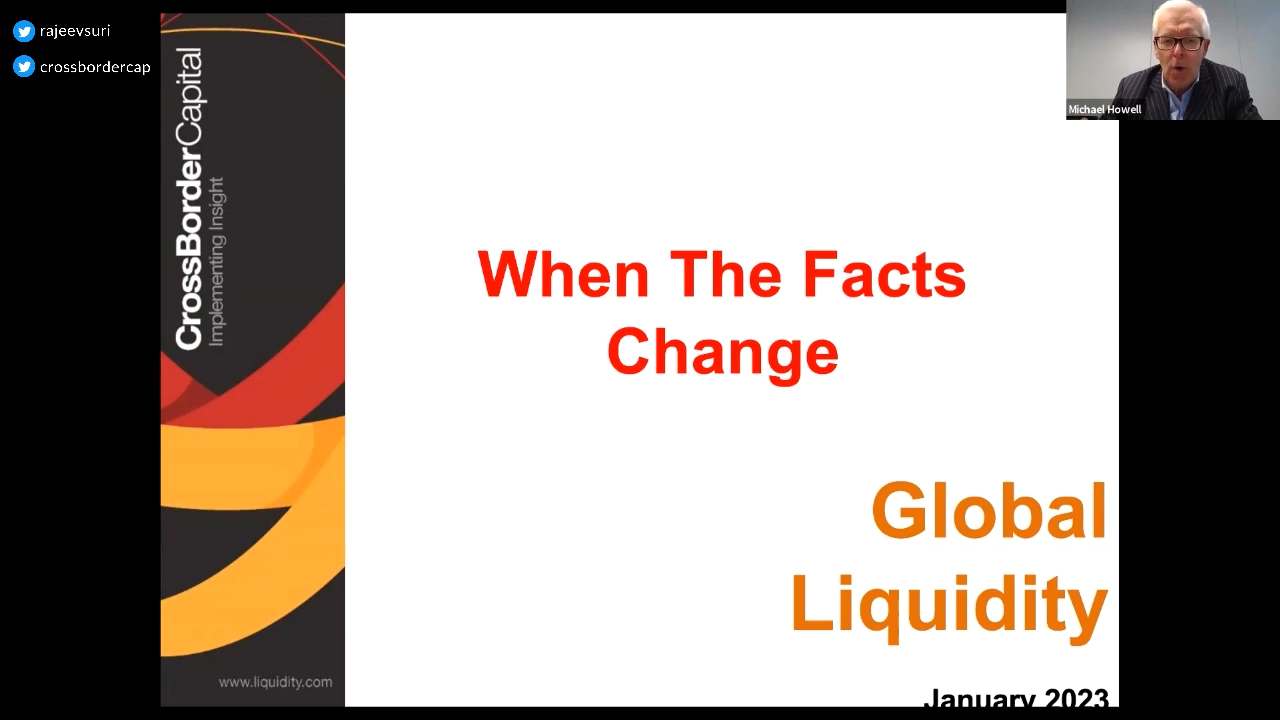 rajeevsuri
crossbordercap
CrossBorderCapital
Implementing Insight
www.liquidity.com
When The Facts
Change
Global
Liquidity
January 2023
Michael Howell